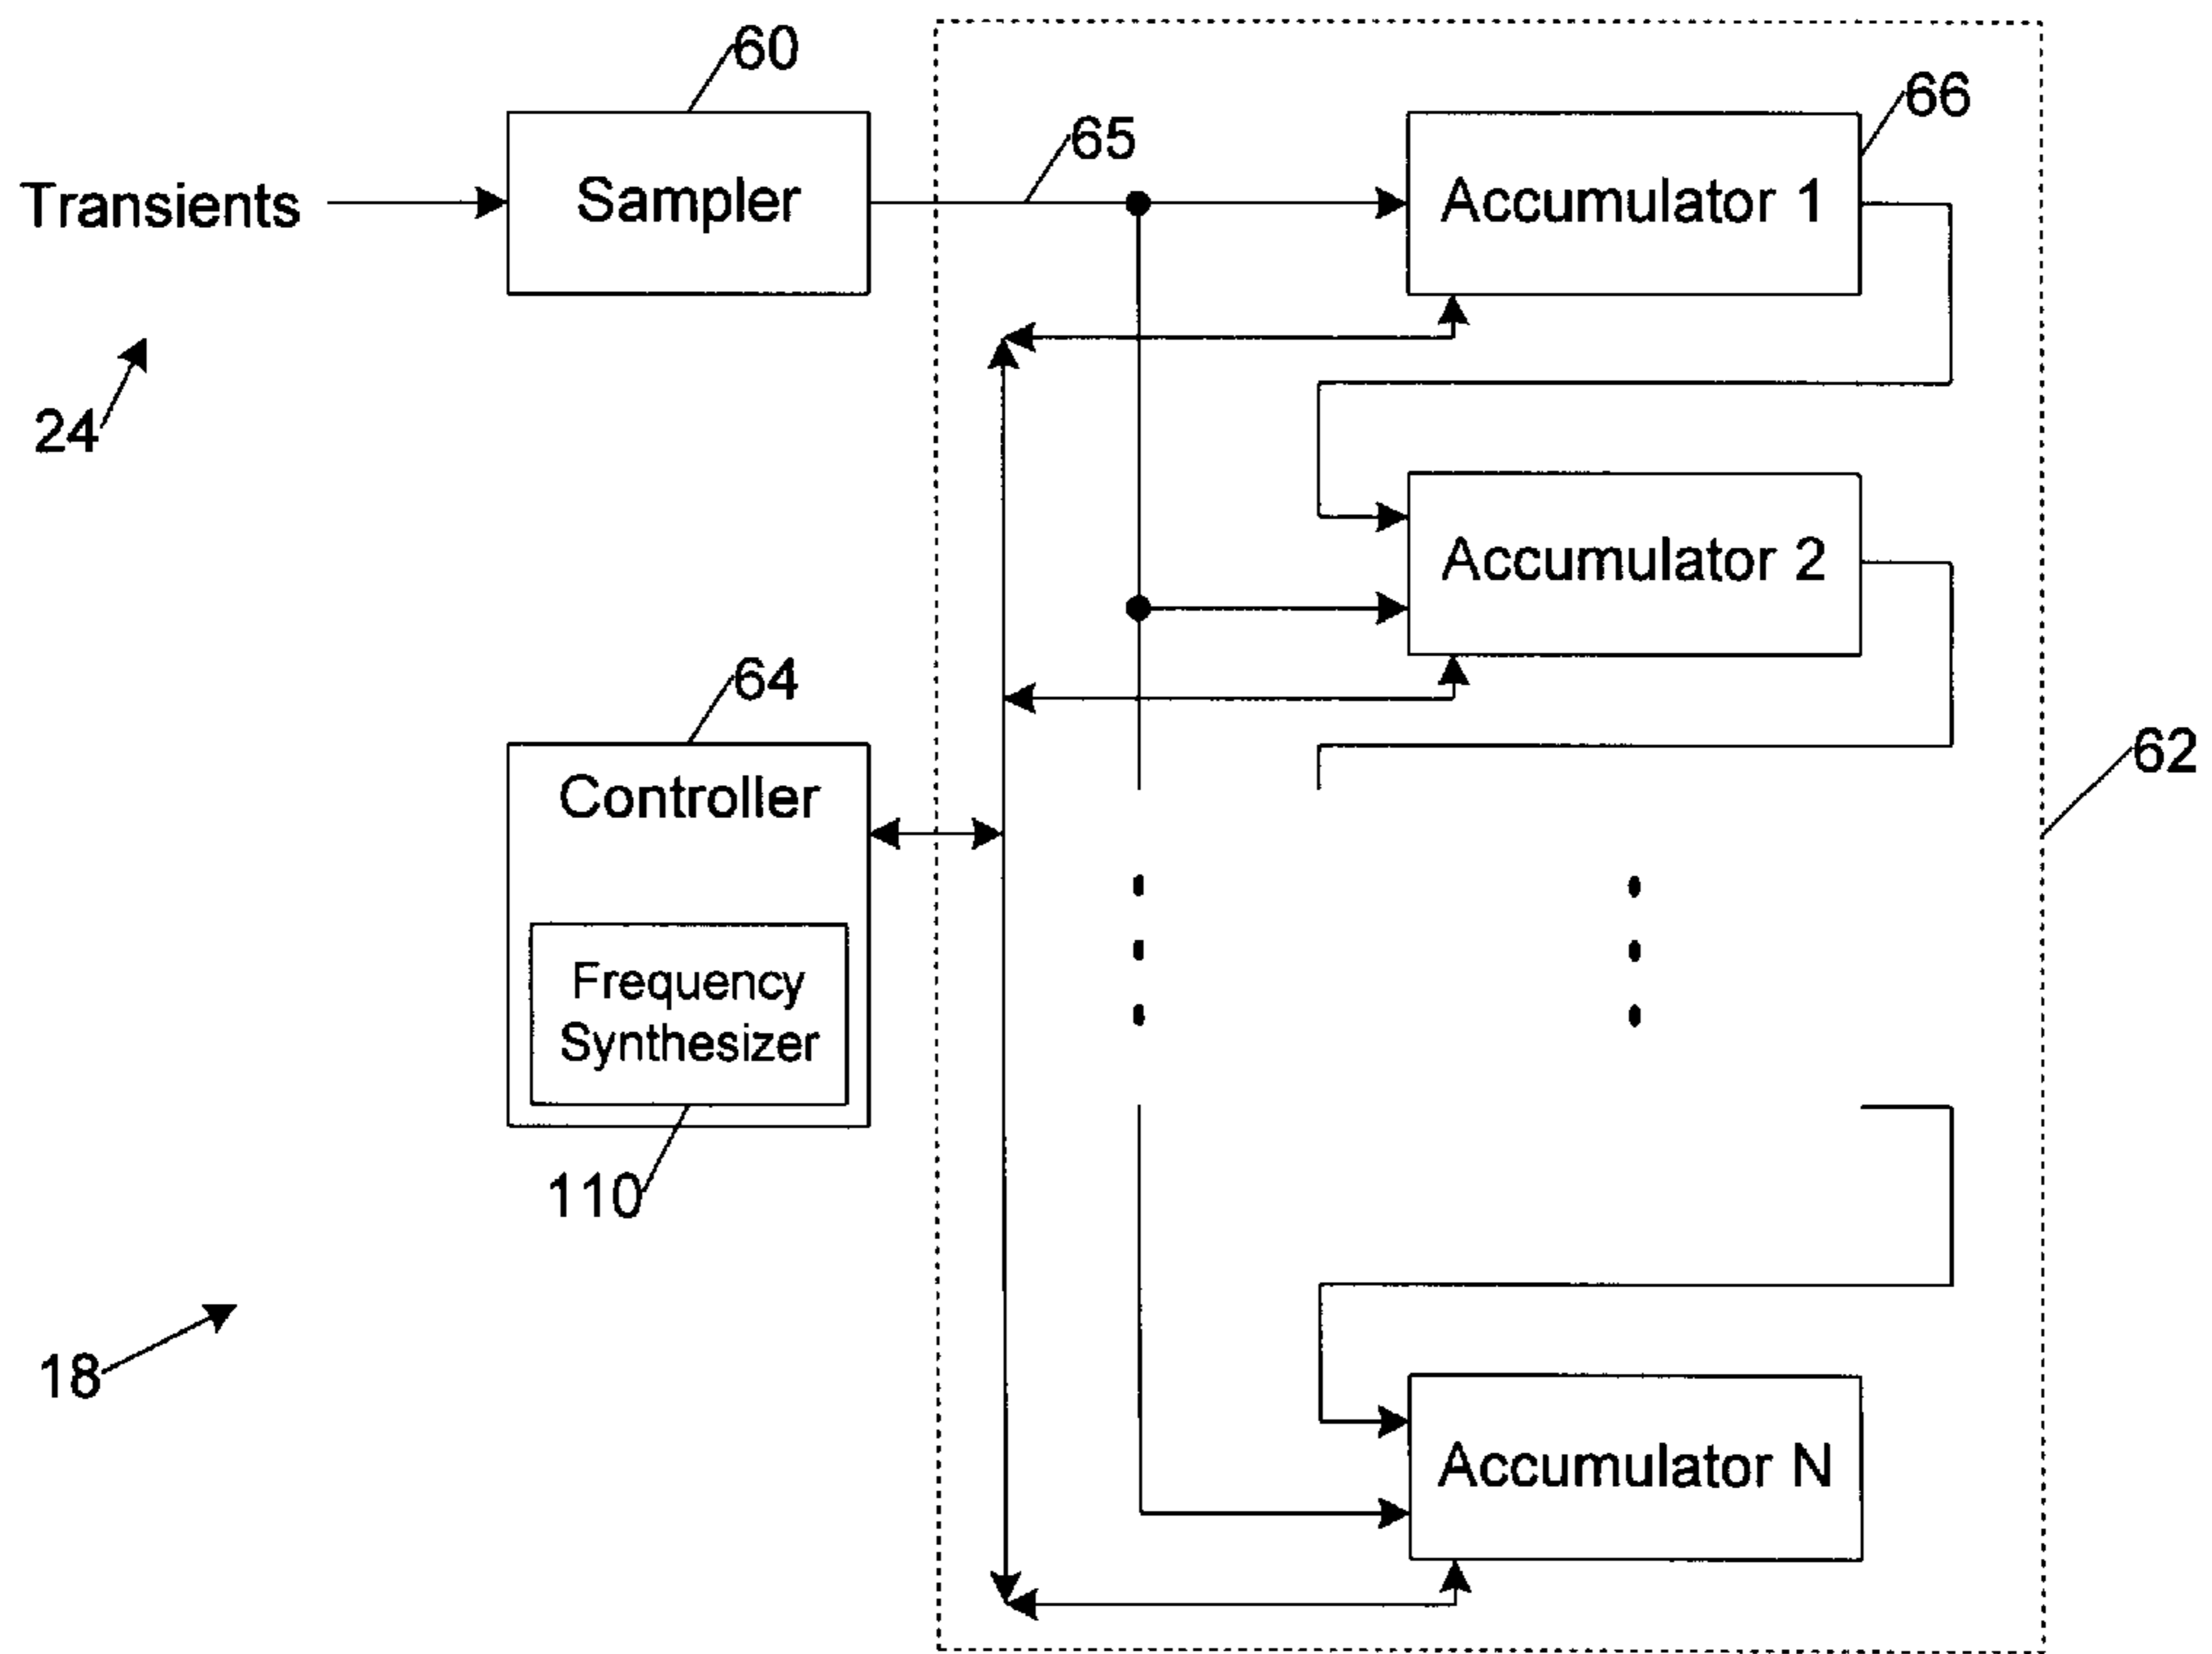 60
66
65
Transients
Sampler
Accumulator 1
24
Accumulator 2
64
62
Controller
Frequency
Synthesizer
110
18
Accumulator N